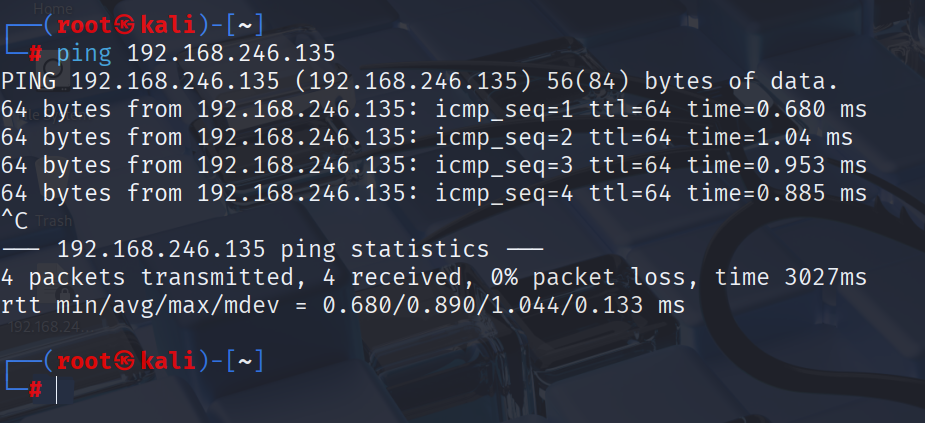 Home
┌──(root㉿kali)-[~]
└─# ping 192.168.246.135
PING 192.168.246.135 (192.168.246.135) 56(84) bytes of data.
64 bytes from 192.168.246.135: icmp_seq=1 ttl=64 time=0.680 ms
64 bytes from 192.168.246.135: icmp_seq=2 ttl=64 time=1.04 ms
64 bytes from 192.168.246.135: icmp_seq=3 ttl=64 time=0.953 ms
64 bytes from 192.168.246.135: icmp_seq=4 ttl=64 time=0.885 ms
Trash
^C
--- 192.168.246.135 ping statistics ---
4 packets transmitted, 4 received, 0% packet loss, time 3027ms
rtt min/avg/max/mdev = 0.680/0.890/1.044/0.133 ms
192.168.24...
┌──(root㉿kali)-[~]
└─#